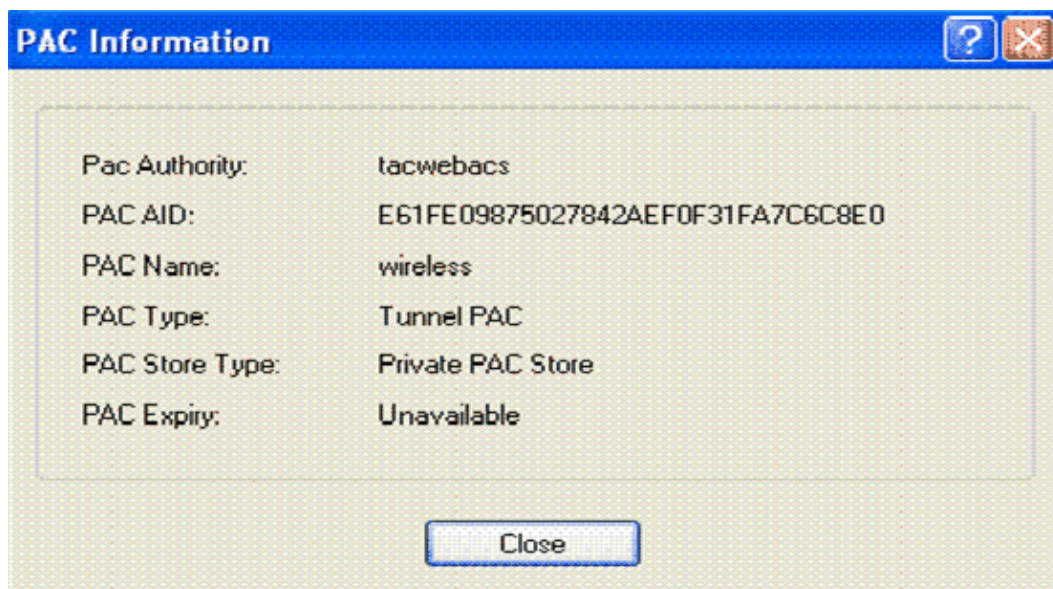 PAC Information
Pac Authority: tacwebacs
PAC AID: E61FE09875027842AEF0F31FA7C6C8E0
PAC Name: wireless
PAC Type: Tunnel PAC
PAC Store Type: Private PAC Store
PAC Expiry: Unavailable
Close